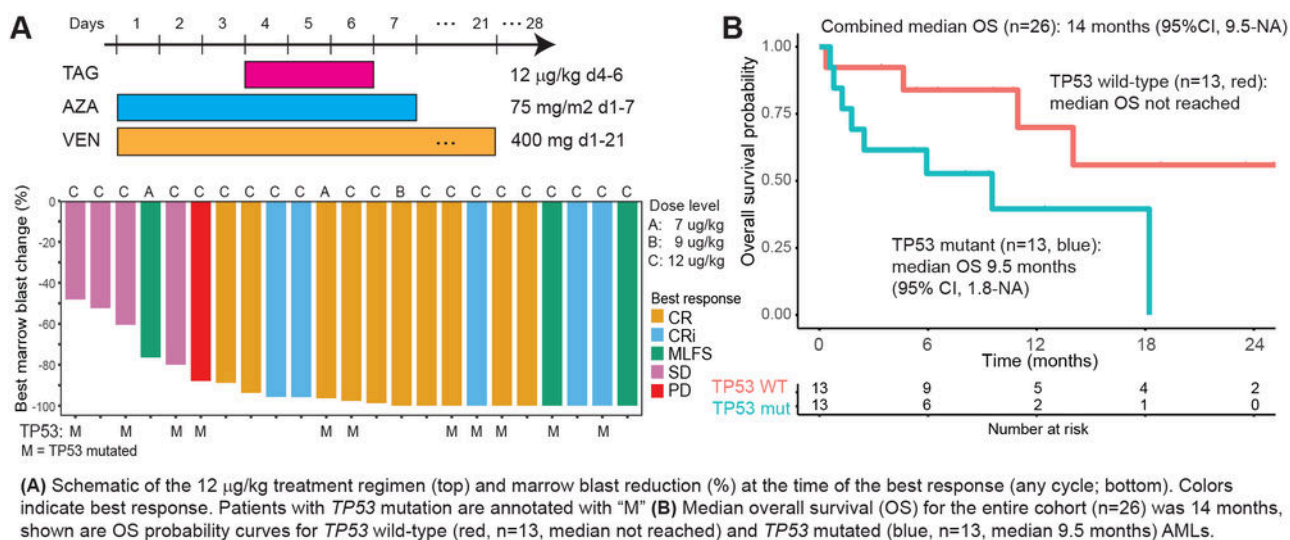 A
Days 1 2 3 4 5 6 7 ... 21 ... 28
TAG 12 µg/kg d4-6
AZA 75 mg/m2 d1-7
VEN ... 400 mg d1-21
C C C A C C C C C C A C C B C C C C C C C C C
Best marrow blast change (%)
0
-20
-40
-60
-80
-100
Dose level
A: 7 ug/kg
B: 9 ug/kg
C: 12 ug/kg
Best response
CR
CRi
MLFS
SD
PD
TP53: M M M M M M M M M M M
M = TP53 mutated
B
Combined median OS (n=26): 14 months (95%CI, 9.5-NA)
Overall survival probability
1.00
0.75
0.50
0.25
0.00
TP53 wild-type (n=13, red):
median OS not reached
TP53 mutant (n=13, blue):
median OS 9.5 months
(95% CI, 1.8-NA)
0 6 12 18 24
Time (months)
TP53 WT 13 9 5 4 2
TP53 mut 13 6 2 1 0
Number at risk
(A) Schematic of the 12 µg/kg treatment regimen (top) and marrow blast reduction (%) at the time of the best response (any cycle; bottom). Colors
indicate best response. Patients with TP53 mutation are annotated with “M” (B) Median overall survival (OS) for the entire cohort (n=26) was 14 months,
shown are OS probability curves for TP53 wild-type (red, n=13, median not reached) and TP53 mutated (blue, n=13, median 9.5 months) AMLs.